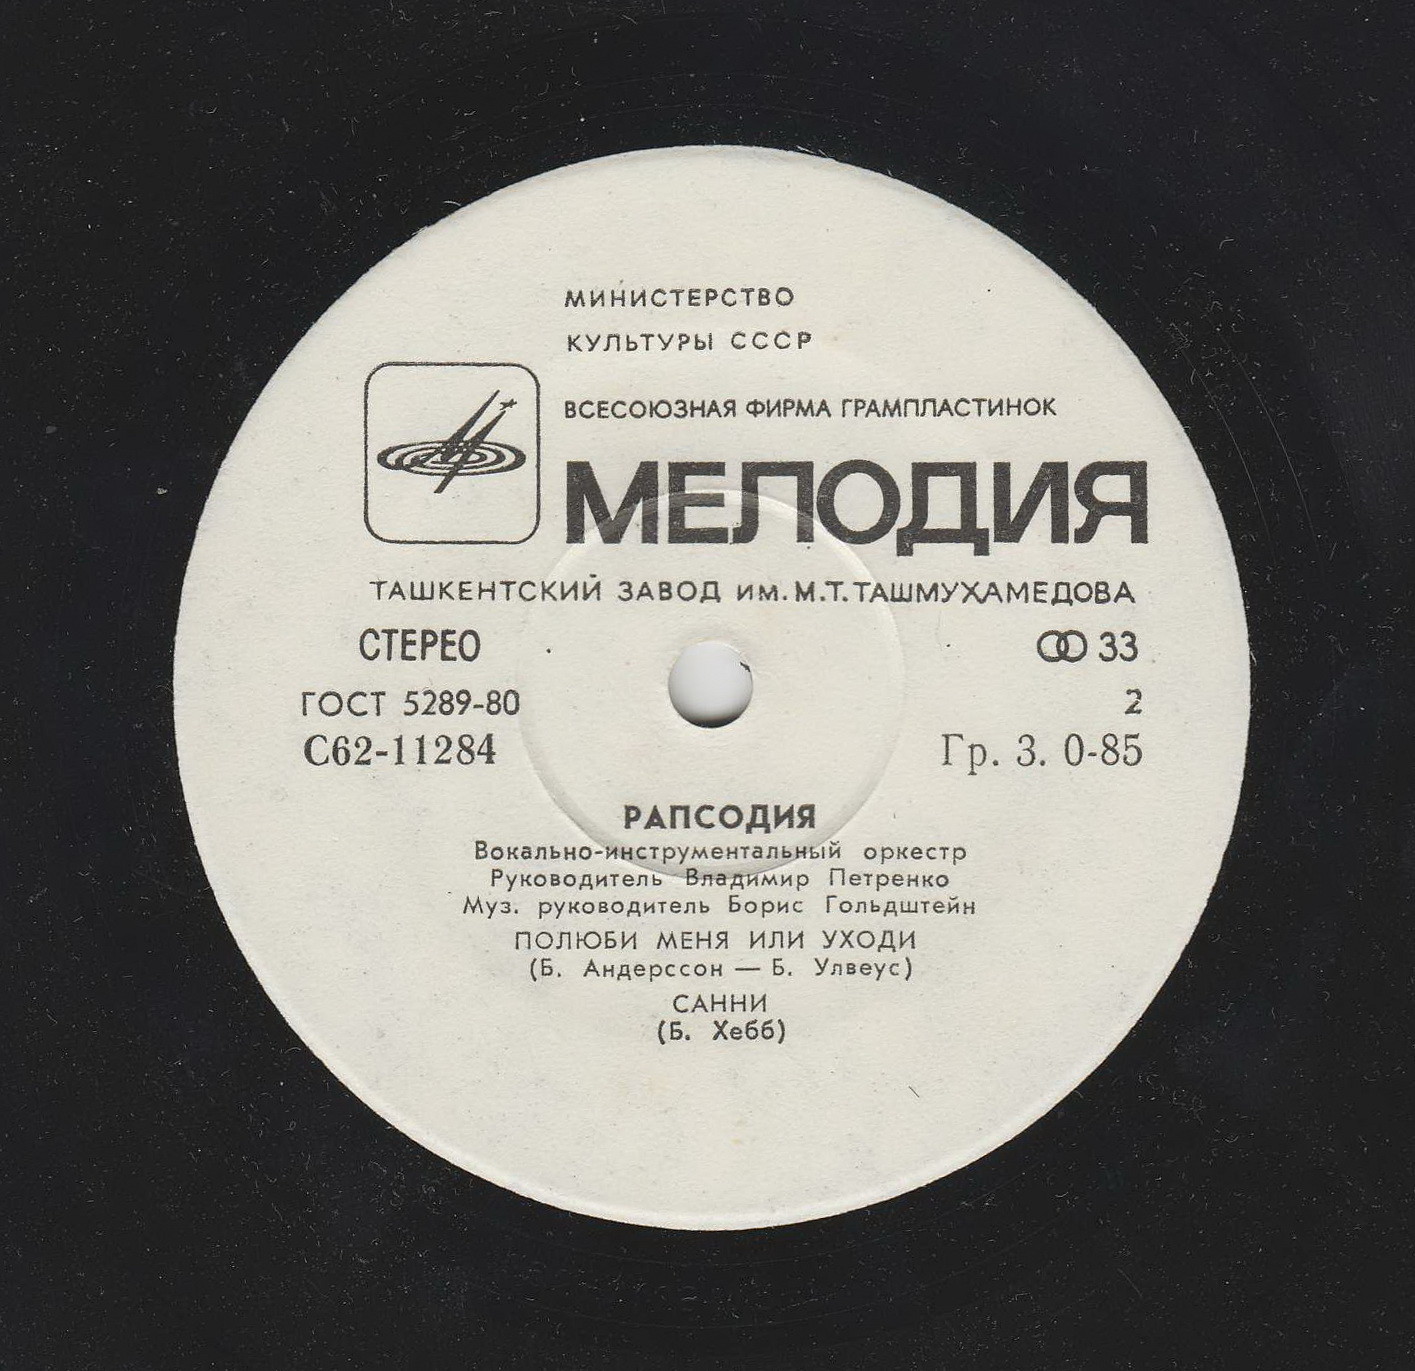 МИНИСТЕРСТВО
КУЛЬТУРЫ СССР
ВСЕСОЮЗНАЯ ФИРМА ГРАМПЛАСТИНОК
МЕЛОДИЯ
ТАШКЕНТСКИЙ ЗАВОД им. М.Т. ТАШМУХАМЕДОВА
СТЕРЕО 33
ГОСТ 5289-80 2
С62-11284 Гр. 3. 0-85
РАПСОДИЯ
Вокально-инструментальный оркестр
Руководитель Владимир Петренко
Муз. руководитель Борис Гольдштейн
ПОЛЮБИ МЕНЯ ИЛИ УХОДИ
(Б. Андерссон — Б. Улвеус)
САННИ
(Б. Хебб)